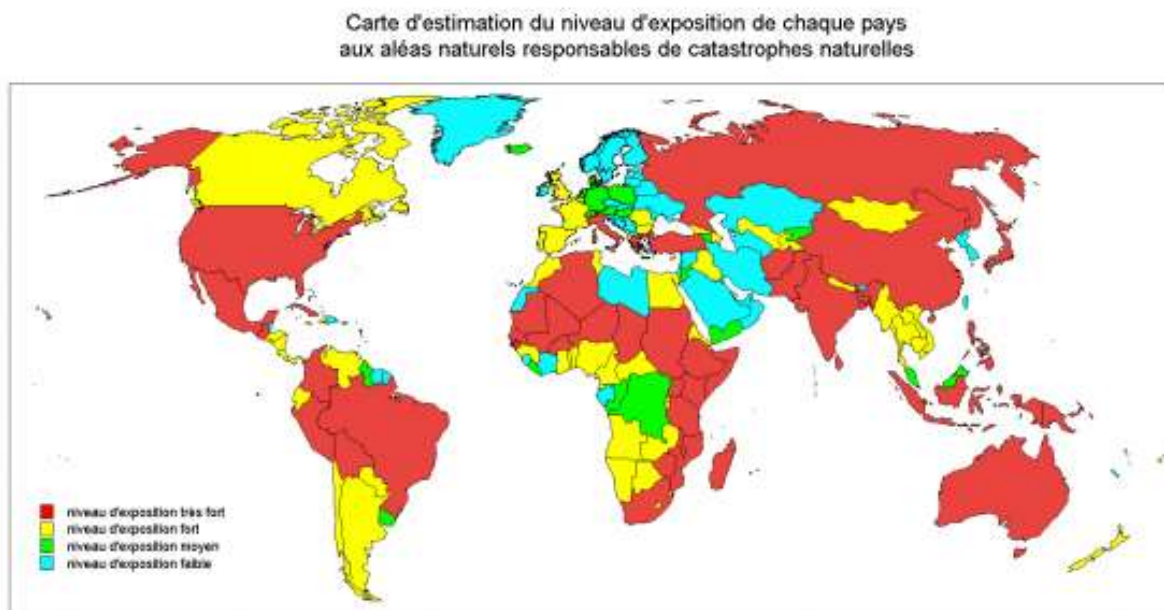 Carte d'estimation du niveau d'exposition de chaque pays
aux aléas naturels responsables de catastrophes naturelles
niveau d'exposition très fort
niveau d'exposition fort
niveau d'exposition moyen
niveau d'exposition faible